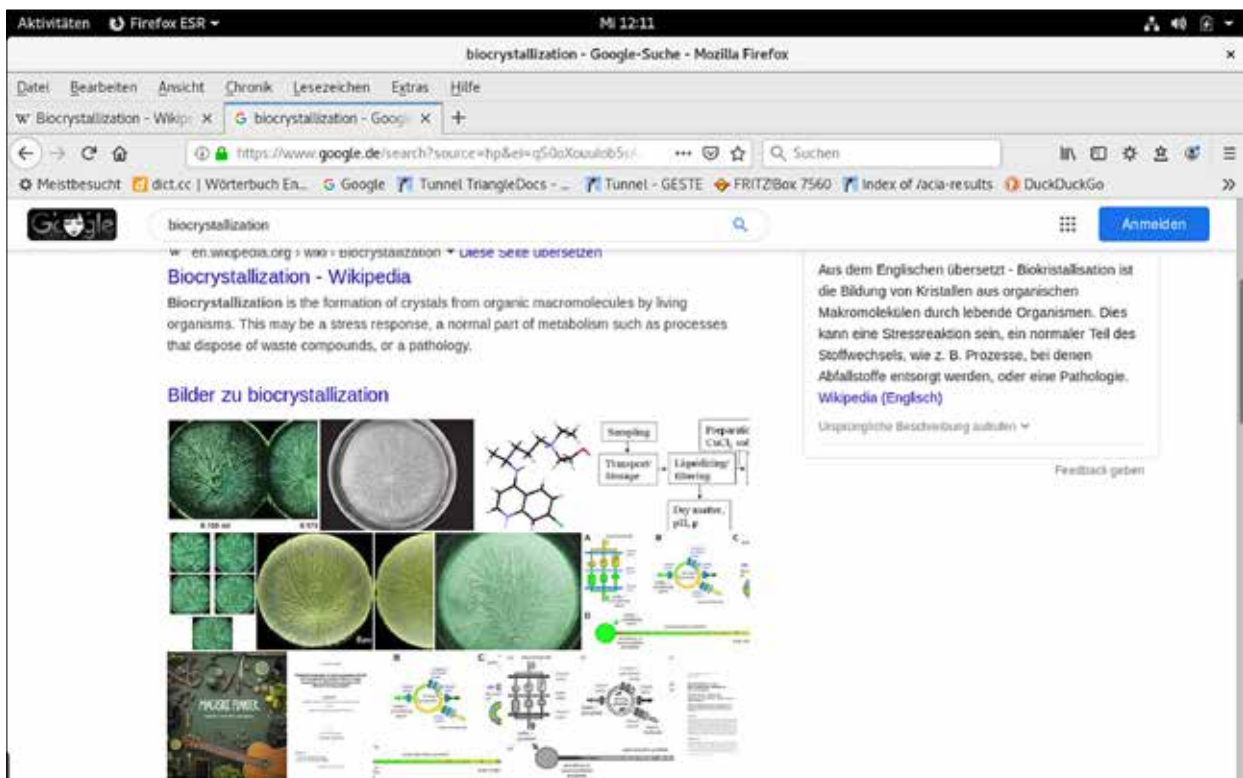 Aktivitäten Firefox ESR Mi 12:11
biocrystallization - Google-Suche - Mozilla Firefox
Datei Bearbeiten Ansicht Chronik Lesezeichen Extras Hilfe
W Biocrystallization - Wikip
G biocrystallization - Goog
https://www.google.de/search?source=hp&ei= Suchen
Meistbesucht dict.cc | Wörterbuch En... G Google Tunnel TriangleDocs - ... Tunnel - GESTE FRITZ!Box 7560 Index of /acia-results DuckDuckGo
Google biocrystallization Anmelden
W en.wikipedia.org › wiki › Biocrystallization Diese Seite übersetzen
Biocrystallization - Wikipedia
Biocrystallization is the formation of crystals from organic macromolecules by living
organisms. This may be a stress response, a normal part of metabolism such as processes
that dispose of waste compounds, or a pathology.
Bilder zu biocrystallization
Sampling
Preparatic
CuCl₂ sol
Transport/
Storage
Liquidizing/
filtering
Dry matter,
pH, p
A B C
D
B C
Aus dem Englischen übersetzt - Biokristallisation ist
die Bildung von Kristallen aus organischen
Makromolekülen durch lebende Organismen. Dies
kann eine Stressreaktion sein, ein normaler Teil des
Stoffwechsels, wie z. B. Prozesse, bei denen
Abfallstoffe entsorgt werden, oder eine Pathologie.
Wikipedia (Englisch)
Ursprüngliche Beschreibung aufrufen
Feedback geben